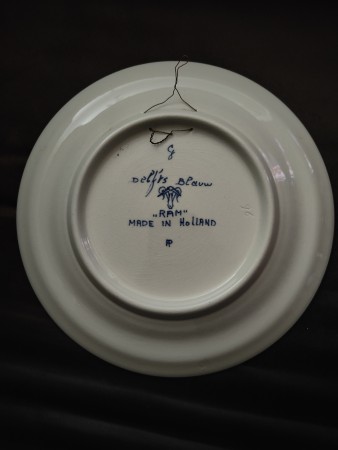 G
Delfts Blauw
„RAM"
MADE IN HOLLAND